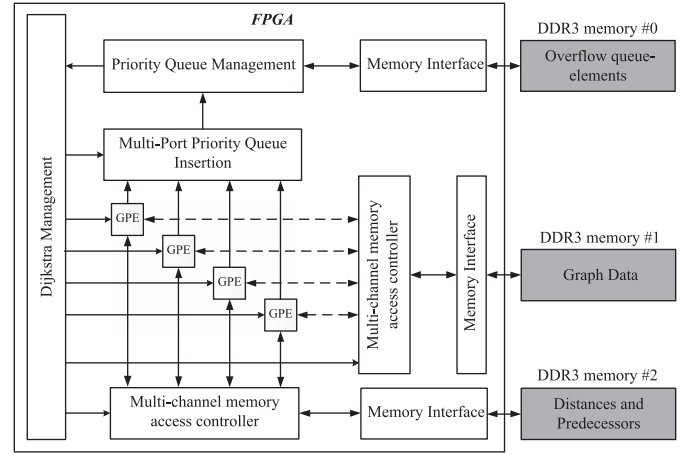 FPGA
DDR3 memory #0
Priority Queue Management
Memory Interface
Overflow queue-
elements
Multi-Port Priority Queue
Insertion
Dijkstra Management
GPE
GPE
GPE
GPE
Multi-channel memory
access controller
Memory Interface
DDR3 memory #1
Graph Data
DDR3 memory #2
Multi-channel memory
access controller
Memory Interface
Distances and
Predecessors